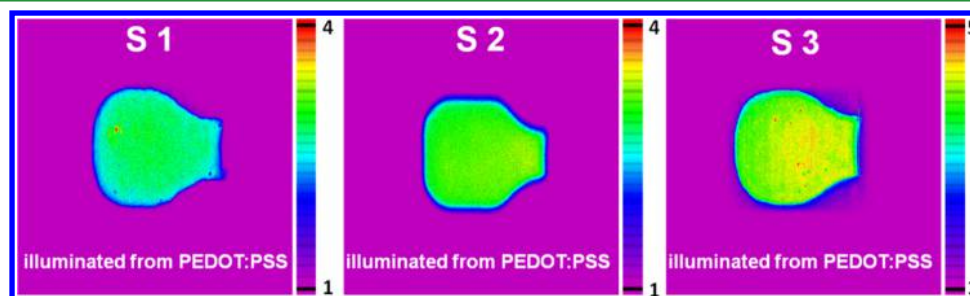 S 1
4
1
illuminated from PEDOT:PSS
S 2
4
1
illuminated from PEDOT:PSS
S 3
illuminated from PEDOT:PSS